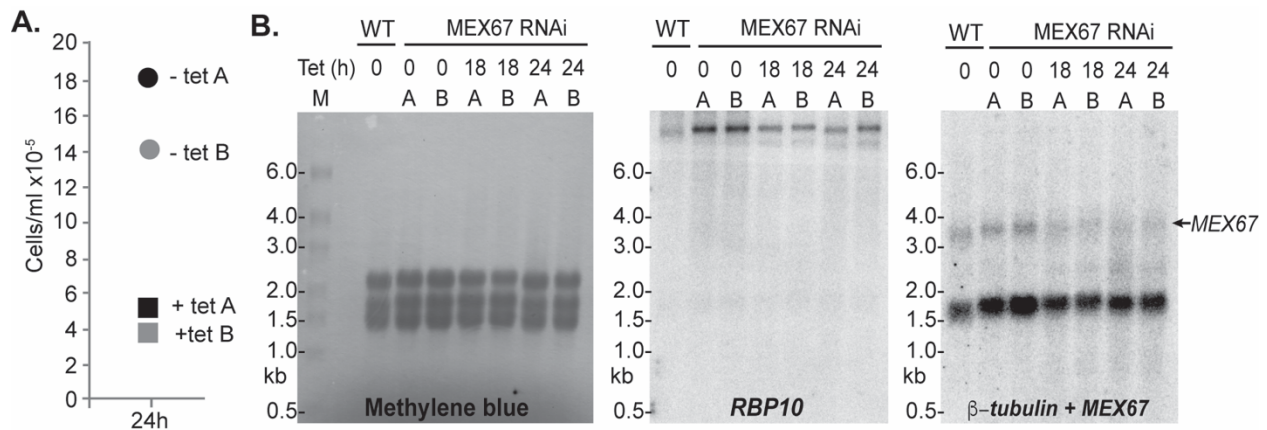 A.
20
18
16
14
12
10
8
6
4
2
0
Cells/ml x10⁻⁵
- tet A
- tet B
+ tet A
+tet B
24h
B.
WT MEX67 RNAi
Tet (h) 0 0 0 18 18 24 24
M A B A B A B
6.0-
4.0-
3.0-
2.0-
1.5-
1.0-
kb
0.5-
Methylene blue
WT MEX67 RNAi
0 0 0 18 18 24 24
A B A B A B
6.0-
4.0-
3.0-
2.0-
1.5-
1.0-
kb
0.5-
RBP10
WT MEX67 RNAi
0 0 0 18 18 24 24
A B A B A B
6.0-
4.0-
3.0-
2.0-
1.5-
1.0-
kb
0.5-
←MEX67
β-tubulin + MEX67